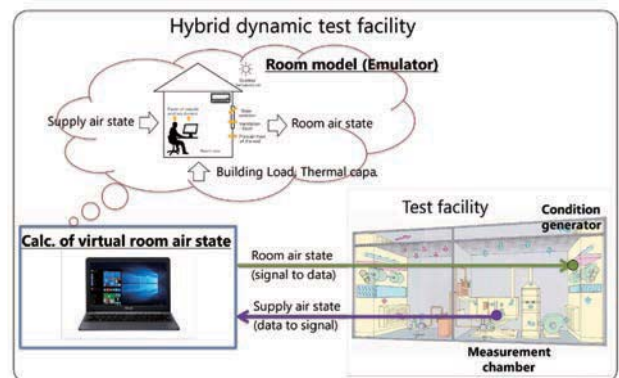 Hybrid dynamic test facility
Room model (Emulator)
Supply air state
Room air state
Building Load, Thermal capa.
Calc. of virtual room air state
Test facility
Condition
generator
Room air state
(signal to data)
Supply air state
(data to signal)
Measurement
chamber